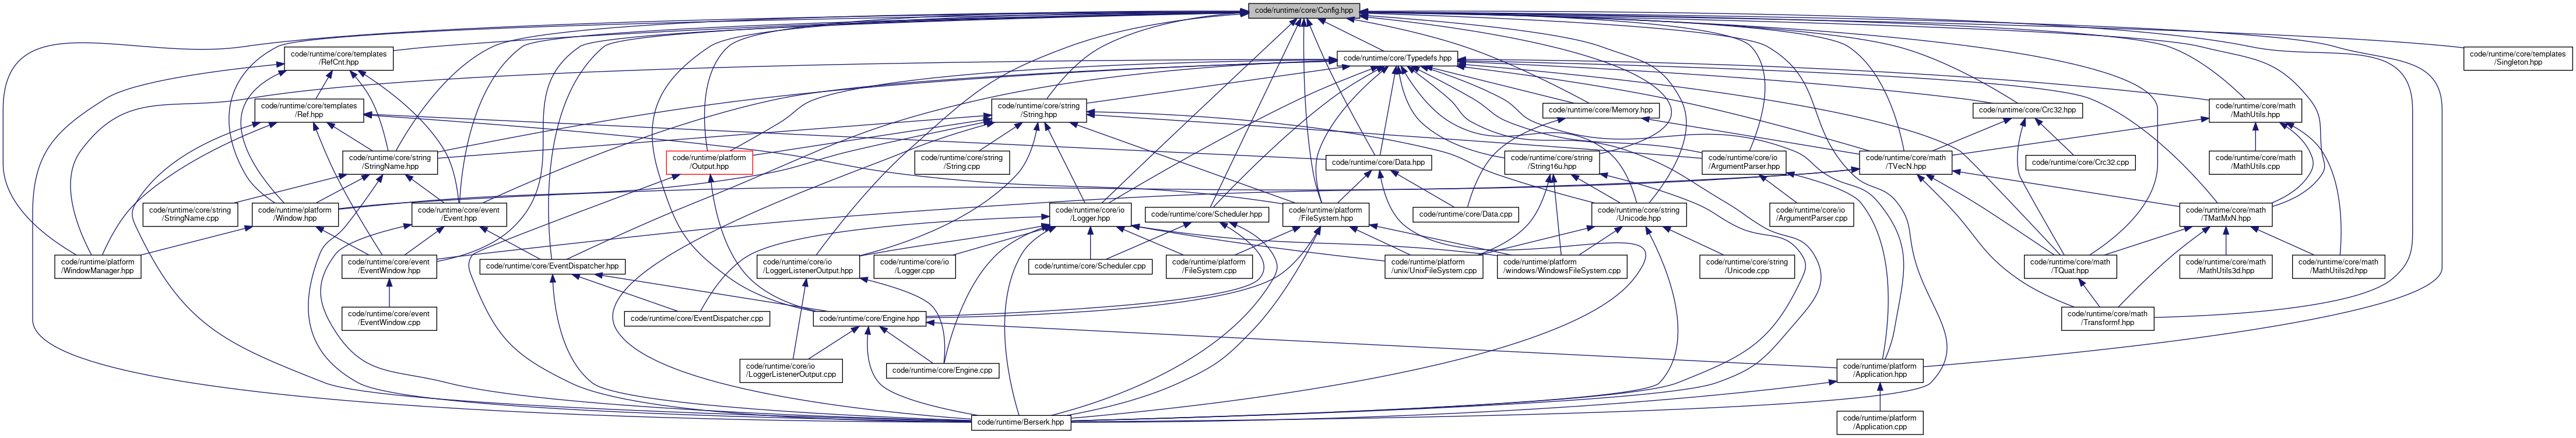 code/runtime/core/Config.hpp
code/runtime/core/templates
/RefCnt.hpp
code/runtime/core/Typedefs.hpp
code/runtime/core/templates
/Singleton.hpp
code/runtime/core/templates
/Ref.hpp
code/runtime/core/string
/String.hpp
code/runtime/core/Memory.hpp
code/runtime/core/Crc32.hpp
code/runtime/core/math
/MathUtils.hpp
code/runtime/core/string
/StringName.hpp
code/runtime/platform
/Output.hpp
code/runtime/core/string
/String.cpp
code/runtime/core/Data.hpp
code/runtime/core/string
/String16u.hpp
code/runtime/core/io
/ArgumentParser.hpp
code/runtime/core/math
/TVecN.hpp
code/runtime/core/Crc32.cpp
code/runtime/core/math
/MathUtils.cpp
code/runtime/core/string
/StringName.cpp
code/runtime/platform
/Window.hpp
code/runtime/core/event
/Event.hpp
code/runtime/core/io
/Logger.hpp
code/runtime/core/Scheduler.hpp
code/runtime/platform
/FileSystem.hpp
code/runtime/core/Data.cpp
code/runtime/core/string
/Unicode.hpp
code/runtime/core/io
/ArgumentParser.cpp
code/runtime/core/math
/TMatMxN.hpp
code/runtime/platform
/WindowManager.hpp
code/runtime/core/event
/EventWindow.hpp
code/runtime/core/EventDispatcher.hpp
code/runtime/core/io
/LoggerListenerOutput.hpp
code/runtime/core/io
/Logger.cpp
code/runtime/core/Scheduler.cpp
code/runtime/platform
/FileSystem.cpp
code/runtime/platform
/unix/UnixFileSystem.cpp
code/runtime/platform
/windows/WindowsFileSystem.cpp
code/runtime/core/string
/Unicode.cpp
code/runtime/core/math
/TQuat.hpp
code/runtime/core/math
/MathUtils3d.hpp
code/runtime/core/math
/MathUtils2d.hpp
code/runtime/core/event
/EventWindow.cpp
code/runtime/core/EventDispatcher.cpp
code/runtime/core/Engine.hpp
code/runtime/core/math
/Transformf.hpp
code/runtime/core/io
/LoggerListenerOutput.cpp
code/runtime/core/Engine.cpp
code/runtime/platform
/Application.hpp
code/runtime/Berserk.hpp
code/runtime/platform
/Application.cpp